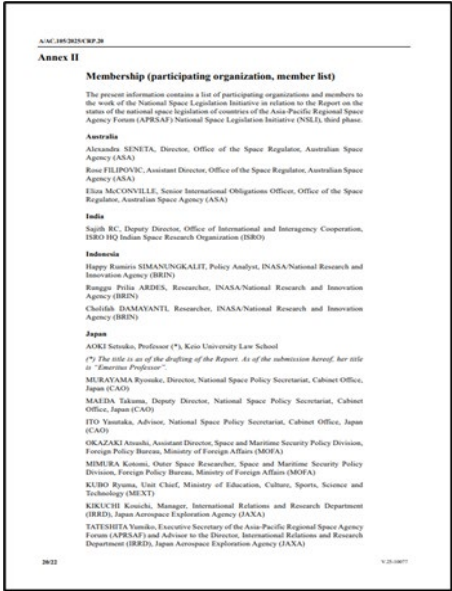 A/AC.105/2025/CRP.20
Annex II
Membership (participating organization, member list)
The present information contains a list of participating organizations and members to
the work of the National Space Legislation Initiative in relation to the Report on the
status of the national space legislation of countries of the Asia-Pacific Regional Space
Agency Forum (APRSAF) National Space Legislation Initiative (NSLI), third phase.
Australia
Alexandra SENETA, Director, Office of the Space Regulator, Australian Space
Agency (ASA)
Rose FILIPOVIC, Assistant Director, Office of the Space Regulator, Australian Space
Agency (ASA)
Eliza McCONVILLE, Senior International Obligations Officer, Office of the Space
Regulator, Australian Space Agency (ASA)
India
Sajith RC, Deputy Director, Office of International and Interagency Cooperation,
ISRO HQ Indian Space Research Organization (ISRO)
Indonesia
Happy Rumiris SIMANUNGKALIT, Policy Analyst, INASA/National Research and
Innovation Agency (BRIN)
Runggu Prilia ARDES, Researcher, INASA/National Research and Innovation
Agency (BRIN)
Cholifah DAMAYANTI, Researcher, INASA/National Research and Innovation
Agency (BRIN)
Japan
AOKI Setsuko, Professor (*), Keio University Law School
(*) The title is as of the drafting of the Report. As of the submission hereof, her title
is "Emeritus Professor".
MURAYAMA Ryosuke, Director, National Space Policy Secretariat, Cabinet Office,
Japan (CAO)
MAEDA Takuma, Deputy Director, National Space Policy Secretariat, Cabinet
Office, Japan (CAO)
ITO Yasutaka, Advisor, National Space Policy Secretariat, Cabinet Office, Japan
(CAO)
OKAZAKI Atsushi, Assistant Director, Space and Maritime Security Policy Division,
Foreign Policy Bureau, Ministry of Foreign Affairs (MOFA)
MIMURA Kotomi, Outer Space Researcher, Space and Maritime Security Policy
Division, Foreign Policy Bureau, Ministry of Foreign Affairs (MOFA)
KUBO Ryuma, Unit Chief, Ministry of Education, Culture, Sports, Science and
Technology (MEXT)
KIKUCHI Kouichi, Manager, International Relations and Research Department
(IRRD), Japan Aerospace Exploration Agency (JAXA)
TATESHITA Yumiko, Executive Secretary of the Asia-Pacific Regional Space Agency
Forum (APRSAF) and Advisor to the Director, International Relations and Research
Department (IRRD), Japan Aerospace Exploration Agency (JAXA)
20/22
V.25-10077